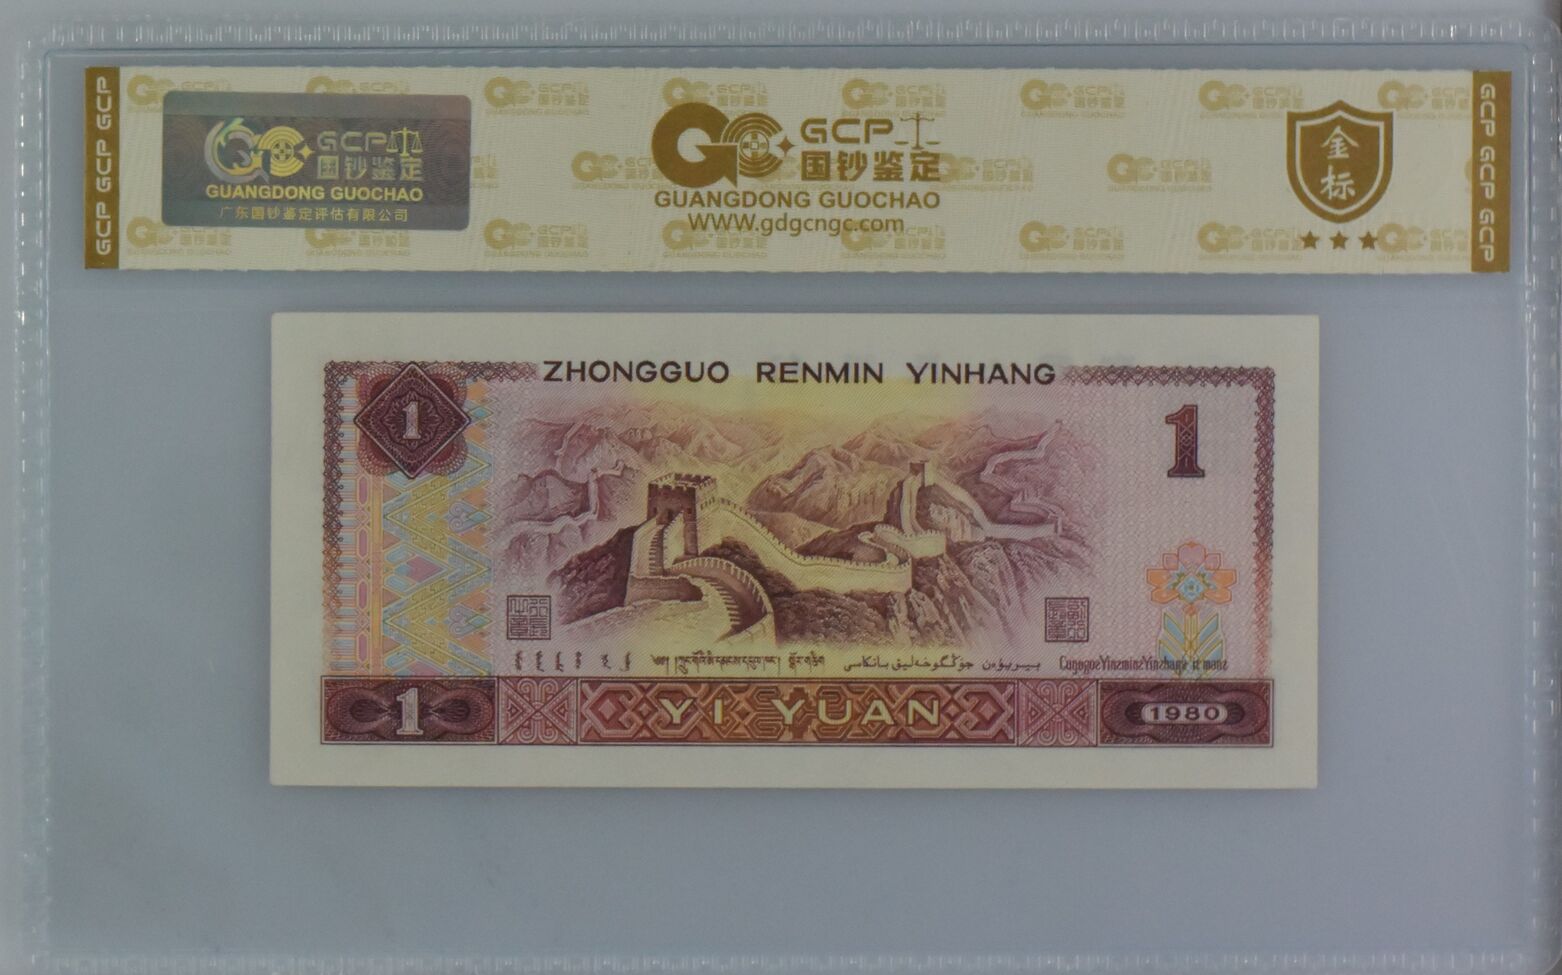 GCP GCP GCP
GCP
国钞鉴定
GUANGDONG GUOCHAO
广东国钞鉴定评估有限公司
GCP
国钞鉴定
GUANGDONG GUOCHAO
WWW.gdgcngc.com
金标
GCP GCP GCP
ZHONGGUO RENMIN YINHANG
1
1
YI YUAN
1
1980